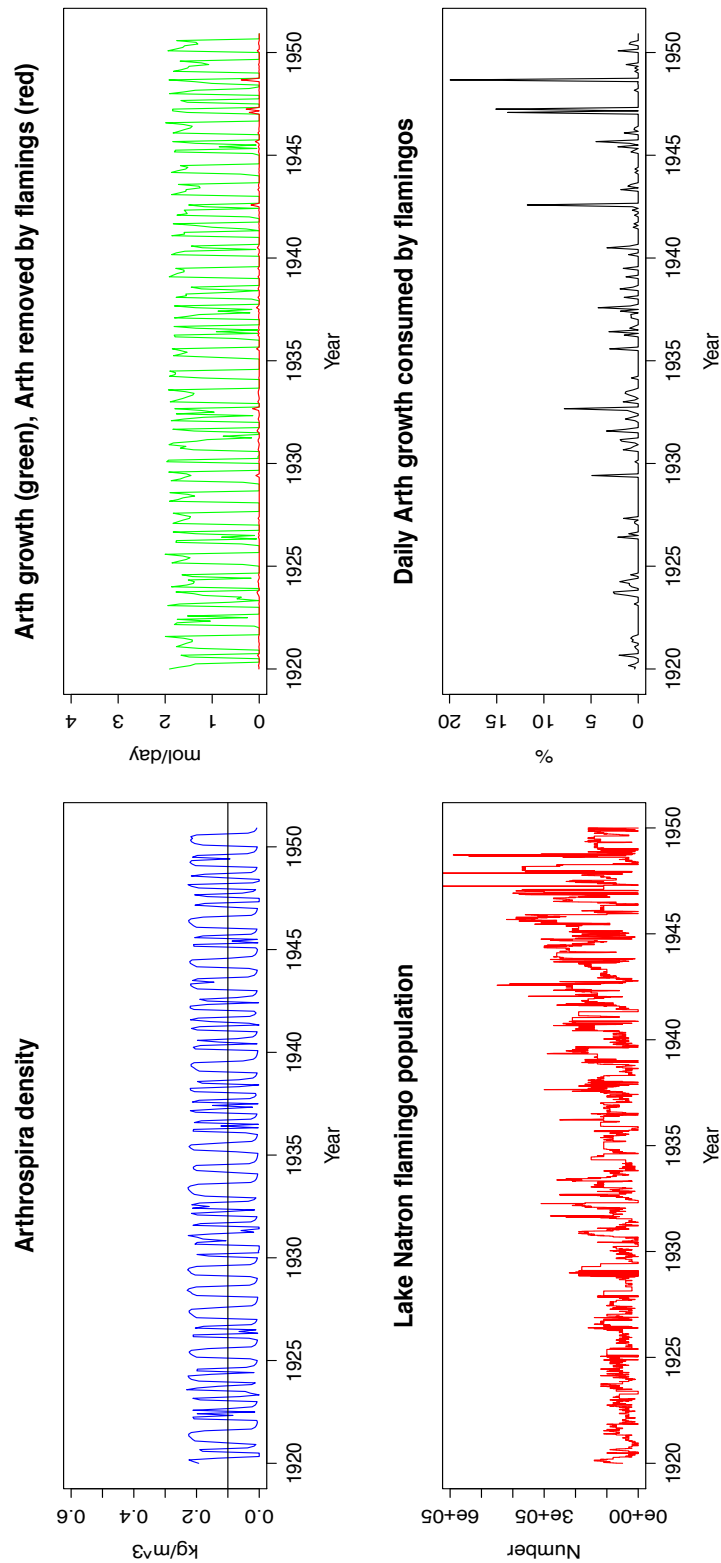 Arthrospira density
kg/m^3
0.0 0.2 0.4 0.6
1920 1925 1930 1935 1940 1945 1950
Year
Arth growth (green), Arth removed by flamings (red)
mol/day
0 1 2 3 4
1920 1925 1930 1935 1940 1945 1950
Year
Lake Natron flamingo population
Number
0e+00 3e+05 6e+05
1920 1925 1930 1935 1940 1945 1950
Year
Daily Arth growth consumed by flamingos
%
0 5 10 15 20
1920 1925 1930 1935 1940 1945 1950
Year